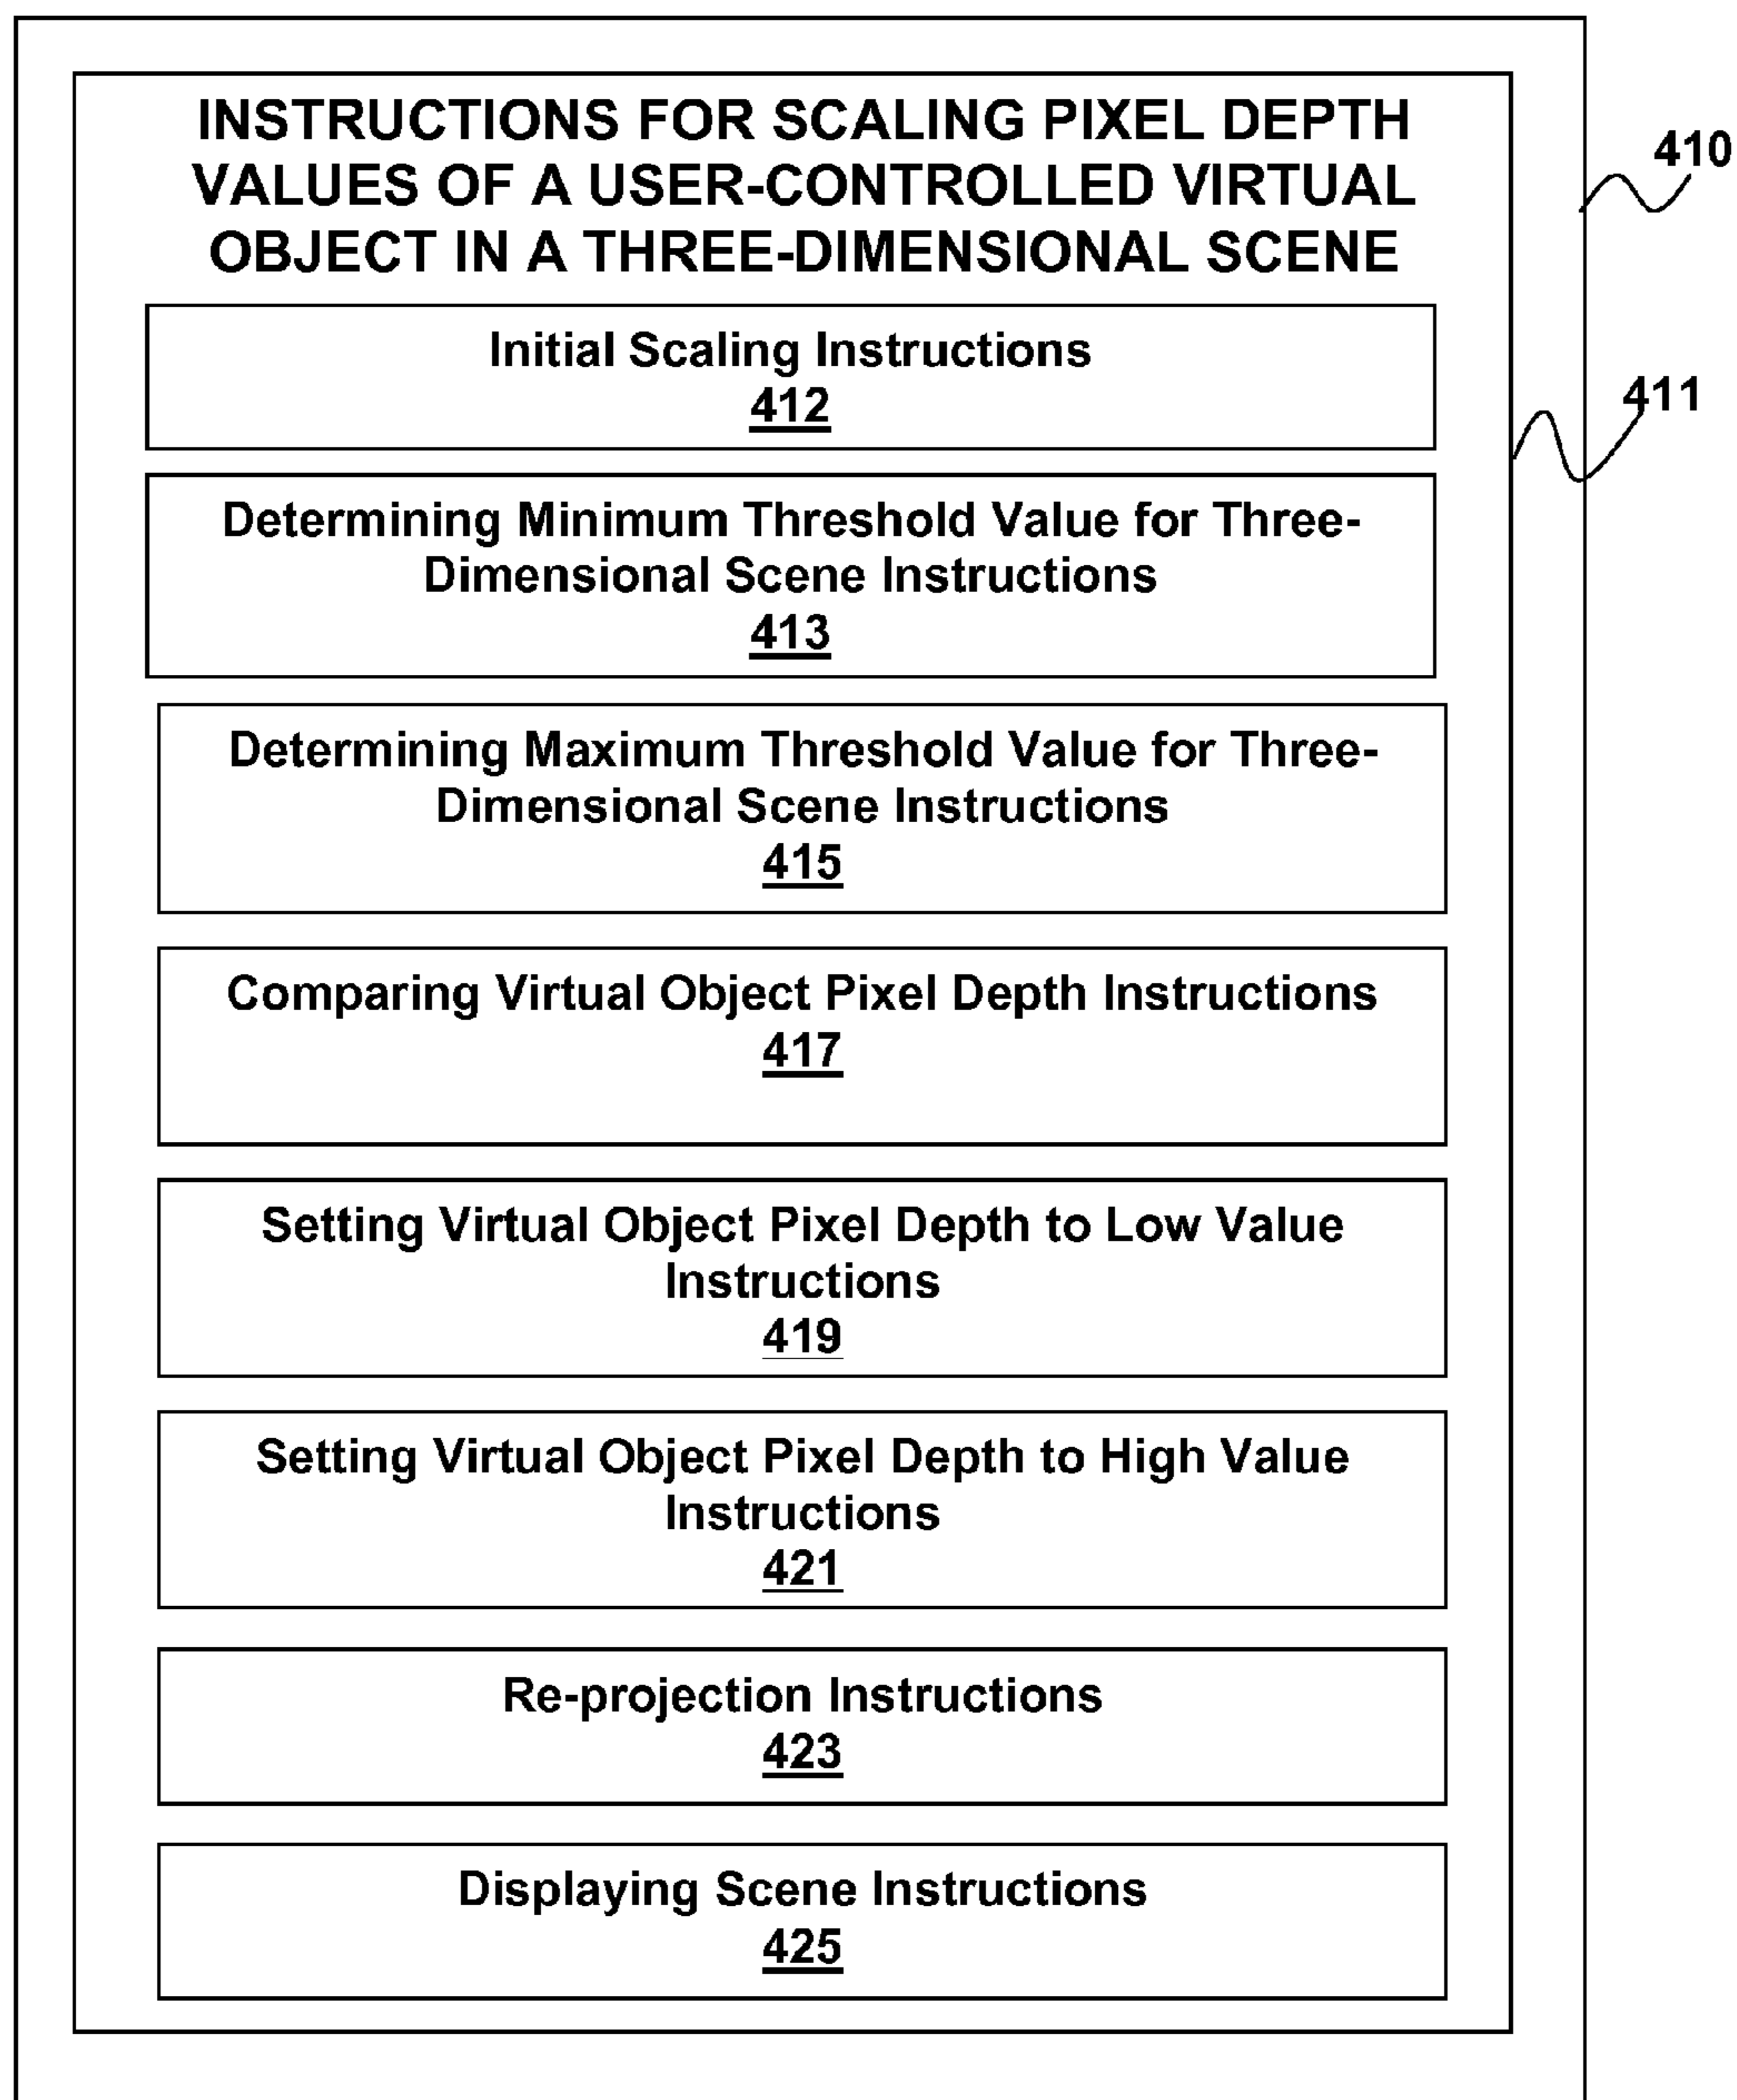 INSTRUCTIONS FOR SCALING PIXEL DEPTH
VALUES OF A USER-CONTROLLED VIRTUAL
OBJECT IN A THREE-DIMENSIONAL SCENE
410
Initial Scaling Instructions
412
411
Determining Minimum Threshold Value for Three-
Dimensional Scene Instructions
413
Determining Maximum Threshold Value for Three-
Dimensional Scene Instructions
415
Comparing Virtual Object Pixel Depth Instructions
417
Setting Virtual Object Pixel Depth to Low Value
Instructions
419
Setting Virtual Object Pixel Depth to High Value
Instructions
421
Re-projection Instructions
423
Displaying Scene Instructions
425